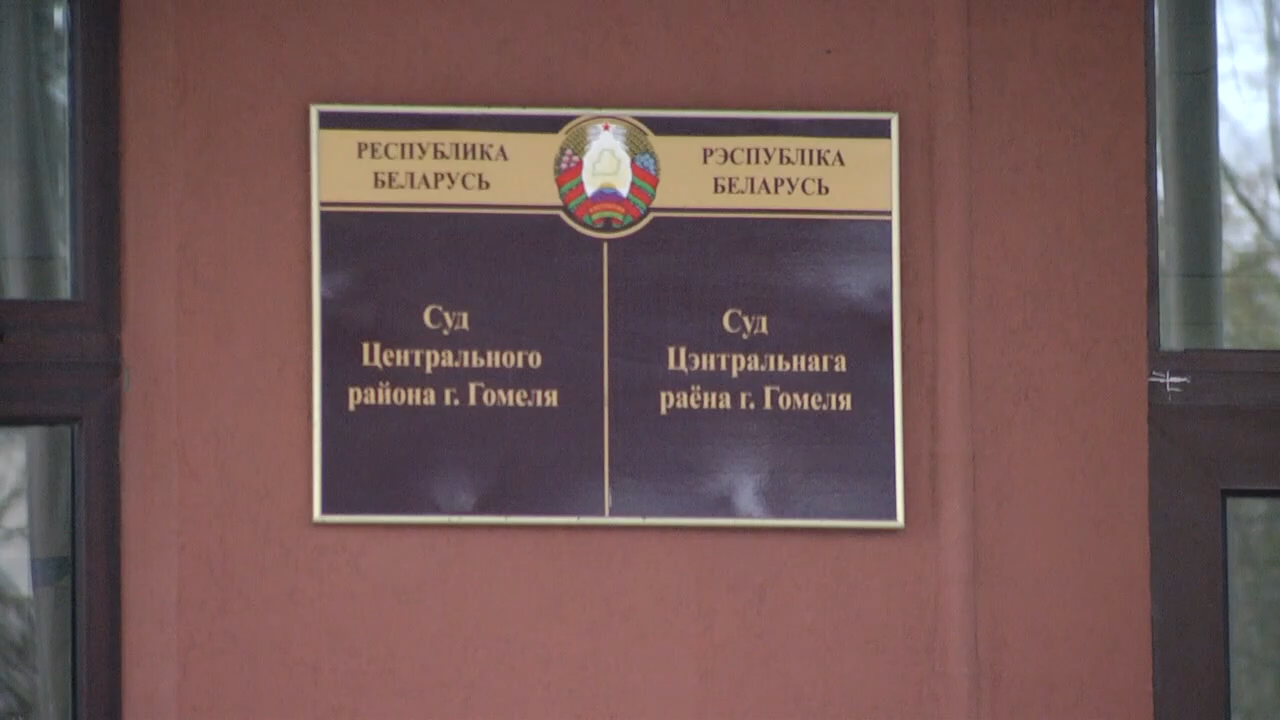 РЕСПУБЛИКА
БЕЛАРУСЬ
Суд
Центрального
района г. Гомеля
РЭСПУБЛІКА
БЕЛАРУСЬ
Суд
Цэнтральнага
раёна г. Гомеля